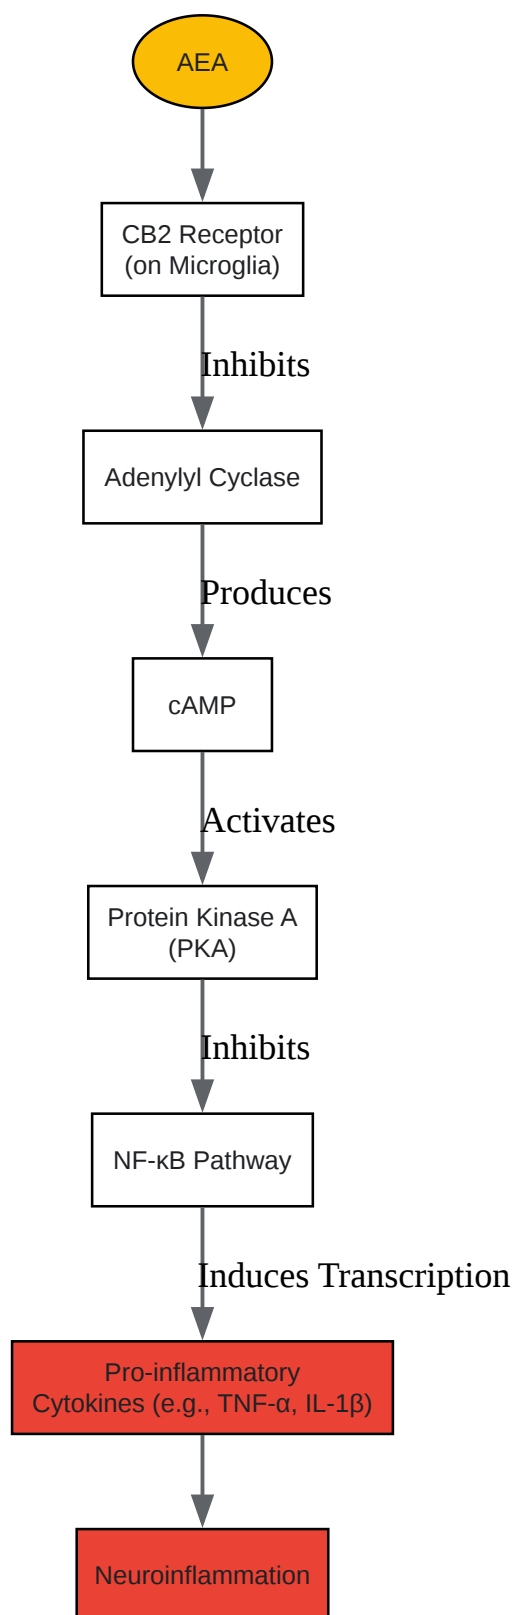 AEA
CB2 Receptor
(on Microglia)
Inhibits
Adenylyl Cyclase
Produces
cAMP
Activates
Protein Kinase A
(PKA)
Inhibits
NF-κB Pathway
Induces Transcription
Pro-inflammatory
Cytokines (e.g., TNF-α, IL-1β)
Neuroinflammation